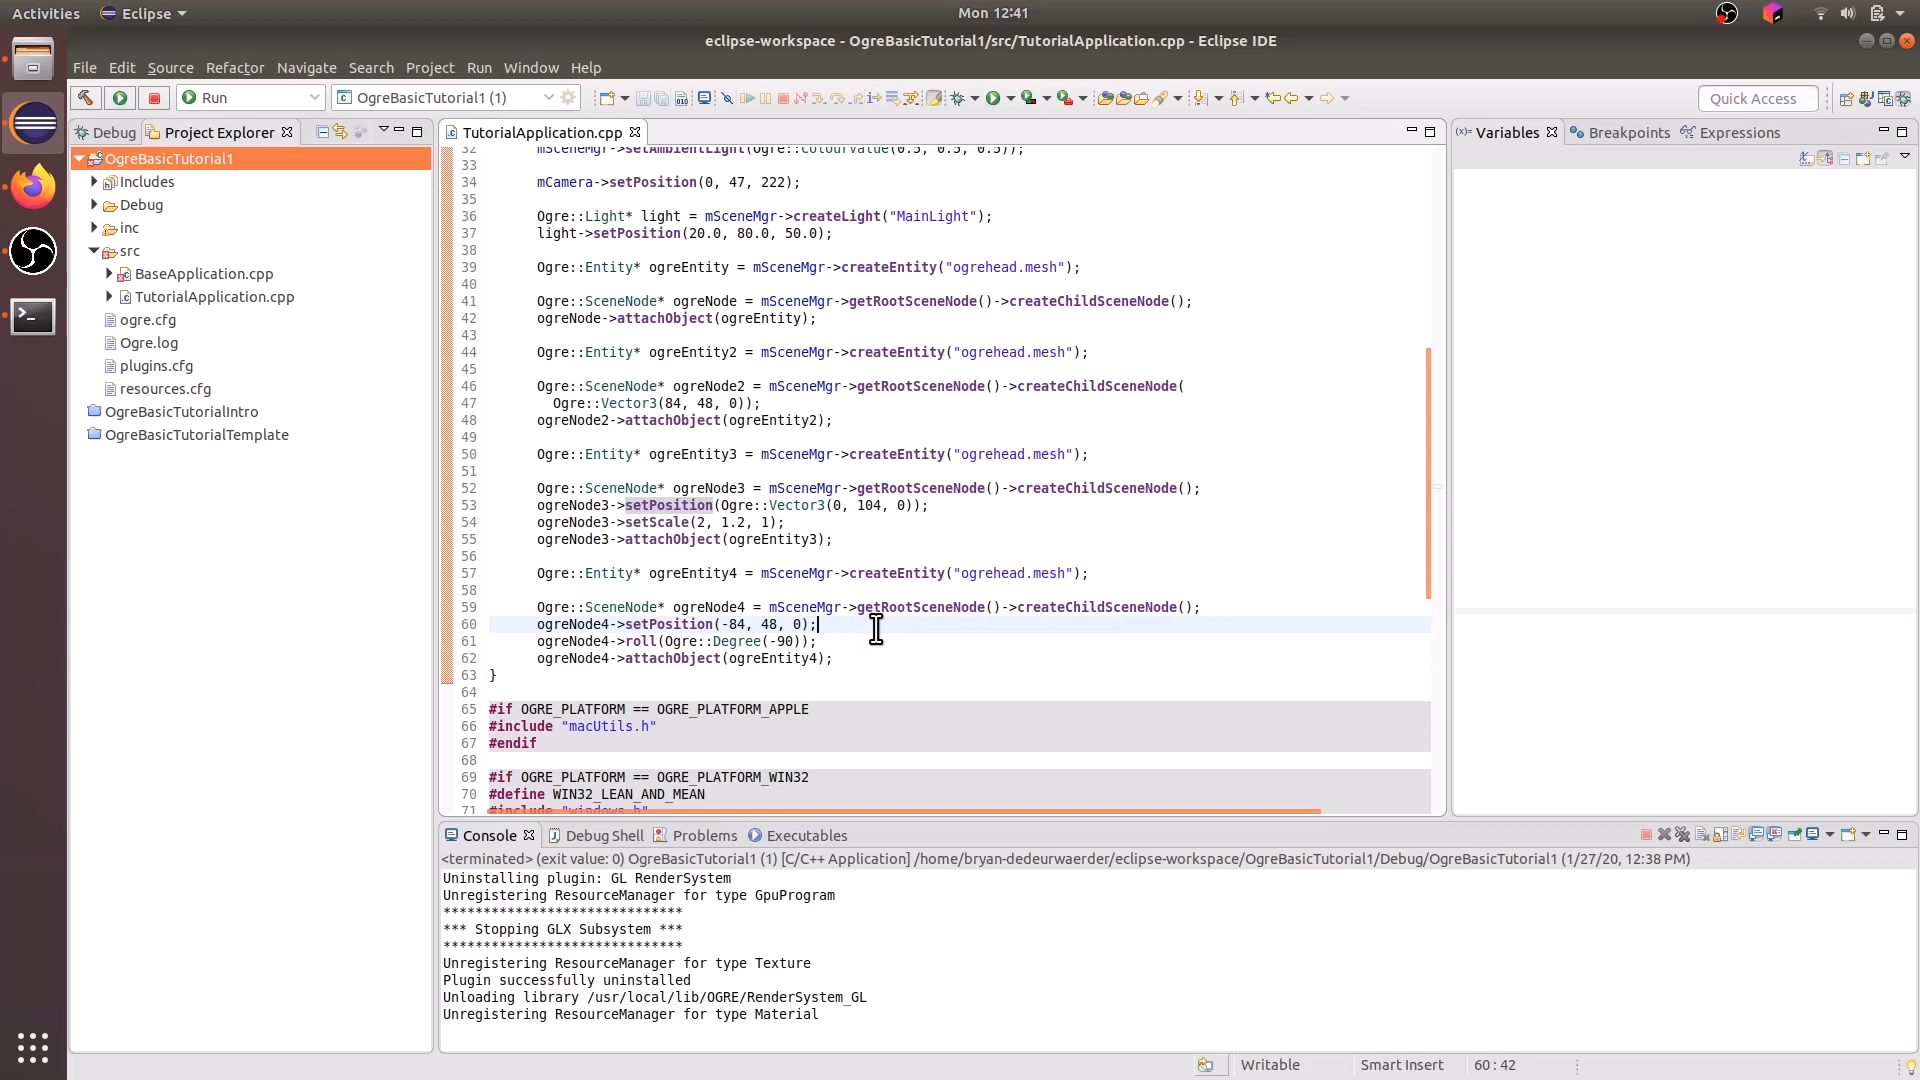 Activities
Eclipse
Mon 12:41
eclipse-workspace - OgreBasicTutorial1/src/TutorialApplication.cpp - Eclipse IDE
File Edit Source Refactor Navigate Search Project Run Window Help
Run
OgreBasicTutorial1 (1)
Quick Access
Debug
Project Explorer
OgreBasicTutorial1
Includes
Debug
inc
src
BaseApplication.cpp
TutorialApplication.cpp
ogre.cfg
Ogre.log
plugins.cfg
resources.cfg
OgreBasicTutorialIntro
OgreBasicTutorialTemplate
TutorialApplication.cpp
32 mSceneMgr->setAmbientLight(Ogre::ColourValue(0.5, 0.5, 0.5));
33
34 mCamera->setPosition(0, 47, 222);
35
36 Ogre::Light* light = mSceneMgr->createLight("MainLight");
37 light->setPosition(20.0, 80.0, 50.0);
38
39 Ogre::Entity* ogreEntity = mSceneMgr->createEntity("ogrehead.mesh");
40
41 Ogre::SceneNode* ogreNode = mSceneMgr->getRootSceneNode()->createChildSceneNode();
42 ogreNode->attachObject(ogreEntity);
43
44 Ogre::Entity* ogreEntity2 = mSceneMgr->createEntity("ogrehead.mesh");
45
46 Ogre::SceneNode* ogreNode2 = mSceneMgr->getRootSceneNode()->createChildSceneNode(
47 Ogre::Vector3(84, 48, 0));
48 ogreNode2->attachObject(ogreEntity2);
49
50 Ogre::Entity* ogreEntity3 = mSceneMgr->createEntity("ogrehead.mesh");
51
52 Ogre::SceneNode* ogreNode3 = mSceneMgr->getRootSceneNode()->createChildSceneNode();
53 ogreNode3->setPosition(Ogre::Vector3(0, 104, 0));
54 ogreNode3->setScale(2, 1.2, 1);
55 ogreNode3->attachObject(ogreEntity3);
56
57 Ogre::Entity* ogreEntity4 = mSceneMgr->createEntity("ogrehead.mesh");
58
59 Ogre::SceneNode* ogreNode4 = mSceneMgr->getRootSceneNode()->createChildSceneNode();
60 ogreNode4->setPosition(-84, 48, 0);
61 ogreNode4->roll(Ogre::Degree(-90));
62 ogreNode4->attachObject(ogreEntity4);
63 }
64
65 #if OGRE_PLATFORM == OGRE_PLATFORM_APPLE
66 #include "macUtils.h"
67 #endif
68
69 #if OGRE_PLATFORM == OGRE_PLATFORM_WIN32
70 #define WIN32_LEAN_AND_MEAN
71 #include "windows.h"
Variables
Breakpoints
Expressions
Console
Debug Shell
Problems
Executables
<terminated> (exit value: 0) OgreBasicTutorial1 (1) [C/C++ Application] /home/bryan-dedeurwaerder/eclipse-workspace/OgreBasicTutorial1/Debug/OgreBasicTutorial1 (1/27/20, 12:38 PM)
Uninstalling plugin: GL RenderSystem
Unregistering ResourceManager for type GpuProgram
******************************
*** Stopping GLX Subsystem ***
******************************
Unregistering ResourceManager for type Texture
Plugin successfully uninstalled
Unloading library /usr/local/lib/OGRE/RenderSystem_GL
Unregistering ResourceManager for type Material
Writable
Smart Insert
60 : 42